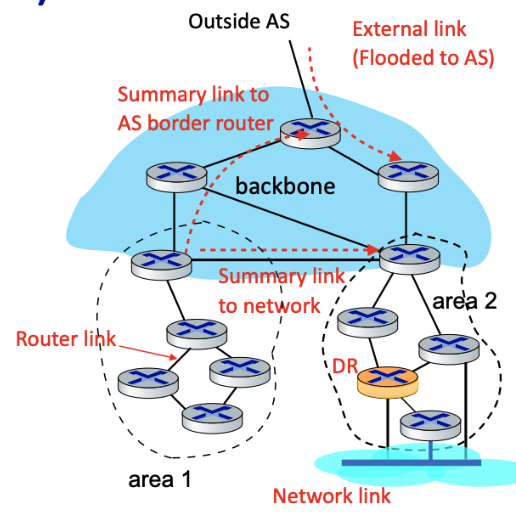 Outside AS
External link
(Flooded to AS)
Summary link to
AS border router
backbone
Summary link
to network
area 2
Router link
DR
area 1
Network link